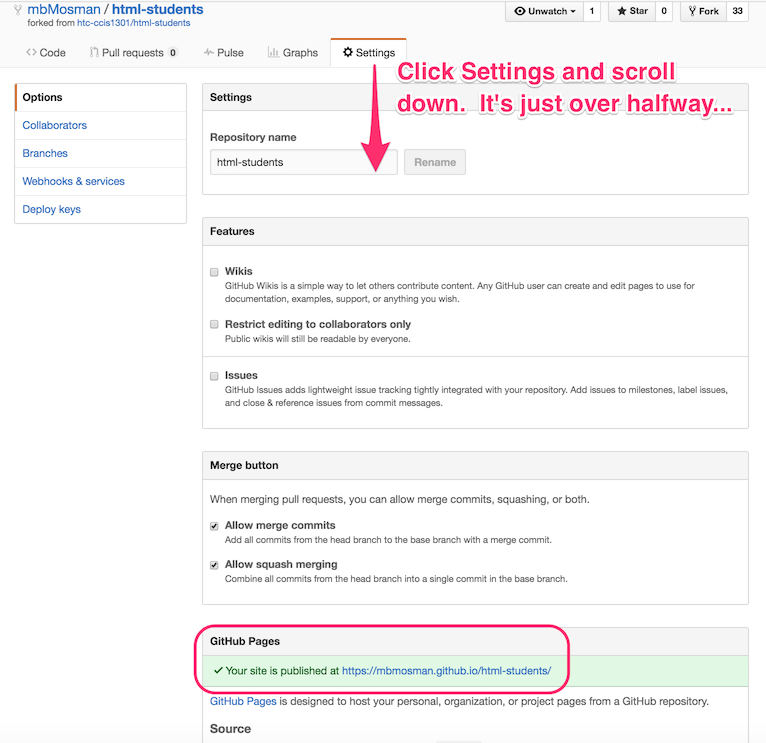 mbMosman / html-students
forked from htc-ccis1301/html-students
Unwatch 1 Star 0 Fork 33
Code Pull requests 0 Pulse Graphs Settings
Click Settings and scroll
down. It's just over halfway...
Options
Collaborators
Branches
Webhooks & services
Deploy keys
Settings
Repository name
html-students Rename
Features
Wikis
GitHub Wikis is a simple way to let others contribute content. Any GitHub user can create and edit pages to use for
documentation, examples, support, or anything you wish.
Restrict editing to collaborators only
Public wikis will still be readable by everyone.
Issues
GitHub Issues adds lightweight issue tracking tightly integrated with your repository. Add issues to milestones, label issues,
and close & reference issues from commit messages.
Merge button
When merging pull requests, you can allow merge commits, squashing, or both.
Allow merge commits
Add all commits from the head branch to the base branch with a merge commit.
Allow squash merging
Combine all commits from the head branch into a single commit in the base branch.
GitHub Pages
Your site is published at https://mbmosman.github.io/html-students/
GitHub Pages is designed to host your personal, organization, or project pages from a GitHub repository.
Source